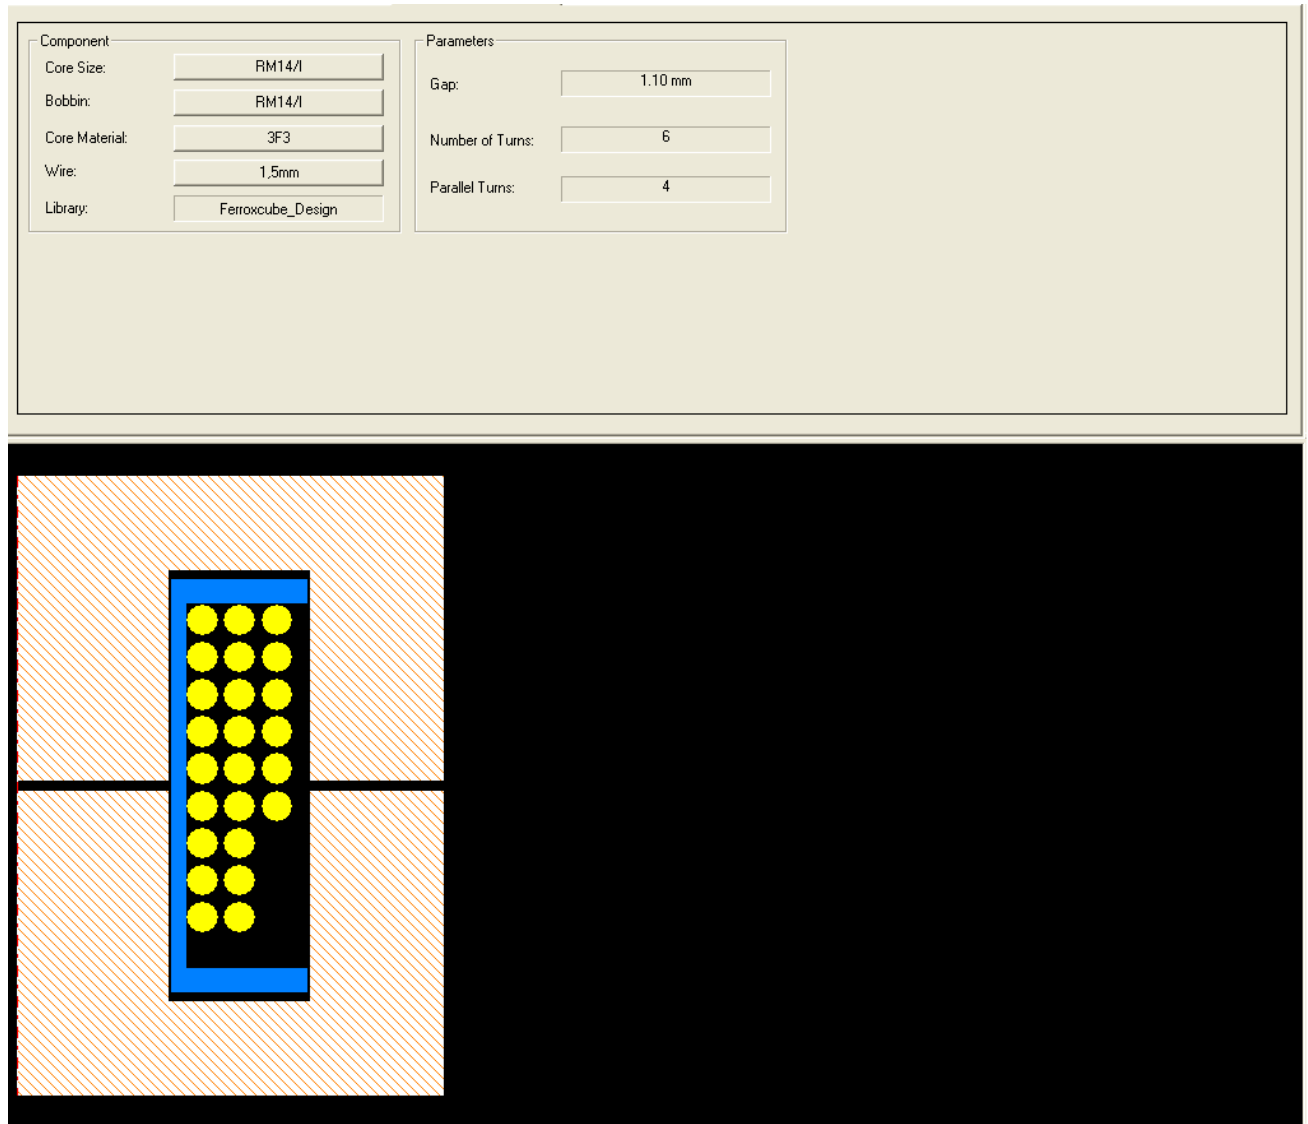 Component
Core Size: RM14/I
Bobbin: RM14/I
Core Material: 3F3
Wire: 1,5mm
Library: Ferroxcube_Design
Parameters
Gap: 1.10 mm
Number of Turns: 6
Parallel Turns: 4